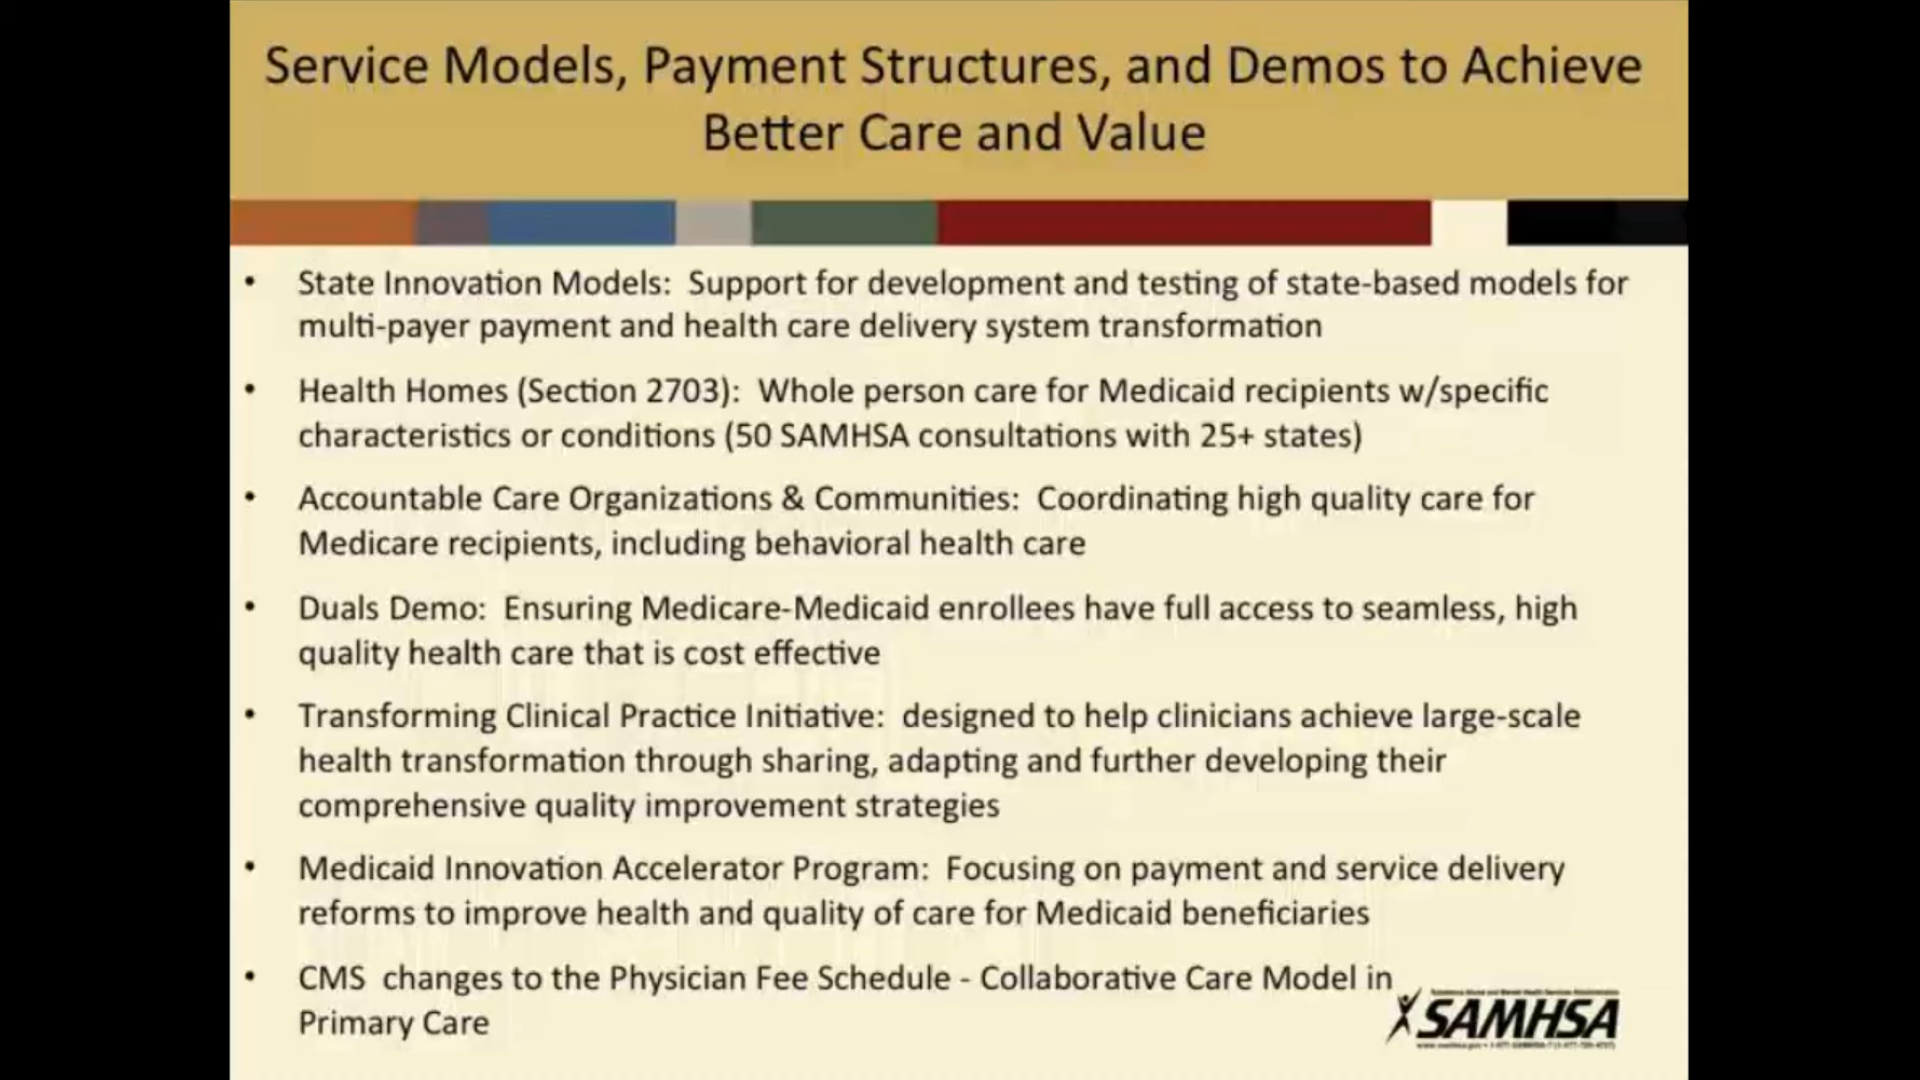 Service Models, Payment Structures, and Demos to Achieve
Better Care and Value
• State Innovation Models:  Support for development and testing of state-based models for
multi-payer payment and health care delivery system transformation
• Health Homes (Section 2703):  Whole person care for Medicaid recipients w/specific
characteristics or conditions (50 SAMHSA consultations with 25+ states)
• Accountable Care Organizations & Communities:  Coordinating high quality care for
Medicare recipients, including behavioral health care
• Duals Demo:  Ensuring Medicare-Medicaid enrollees have full access to seamless, high
quality health care that is cost effective
• Transforming Clinical Practice Initiative:  designed to help clinicians achieve large-scale
health transformation through sharing, adapting and further developing their
comprehensive quality improvement strategies
• Medicaid Innovation Accelerator Program:  Focusing on payment and service delivery
reforms to improve health and quality of care for Medicaid beneficiaries
• CMS  changes to the Physician Fee Schedule - Collaborative Care Model in
Primary Care
SAMHSA